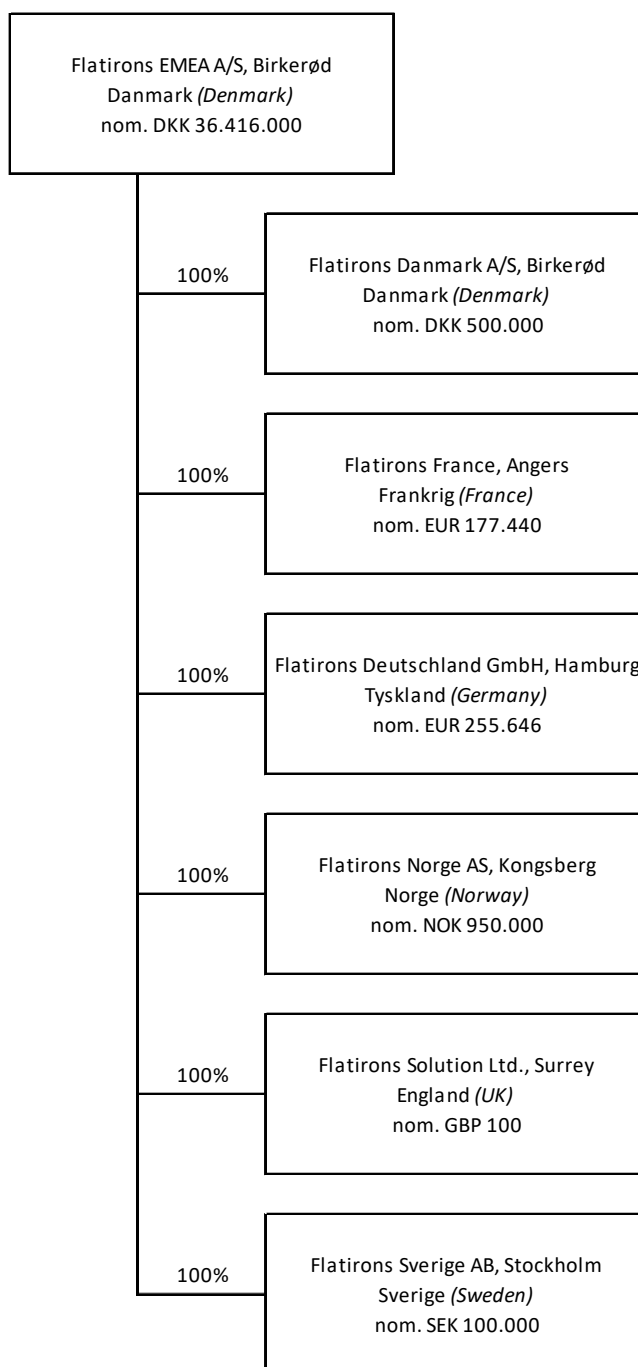 Flatirons EMEA A/S, Birkerød
Danmark (Denmark)
nom. DKK 36.416.000
100%
Flatirons Danmark A/S, Birkerød
Danmark (Denmark)
nom. DKK 500.000
100%
Flatirons France, Angers
Frankrig (France)
nom. EUR 177.440
100%
Flatirons Deutschland GmbH, Hamburg
Tyskland (Germany)
nom. EUR 255.646
100%
Flatirons Norge AS, Kongsberg
Norge (Norway)
nom. NOK 950.000
100%
Flatirons Solution Ltd., Surrey
England (UK)
nom. GBP 100
100%
Flatirons Sverige AB, Stockholm
Sverige (Sweden)
nom. SEK 100.000